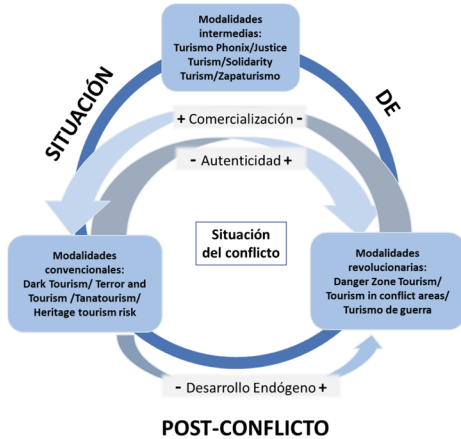 Modalidades
intermedias:
Turismo Phonix/Justice
Turism/Solidarity
Turism/Zapaturismo
SITUACIÓN
DE
+ Comercialización -
- Autenticidad +
Situación
del conflicto
Modalidades
convencionales:
Dark Tourism/ Terror and
Tourism /Tanatourism/
Heritage tourism risk
Modalidades
revolucionarias:
Danger Zone Tourism/
Tourism in conflict areas/
Turismo de guerra
- Desarrollo Endógeno +
POST-CONFLICTO